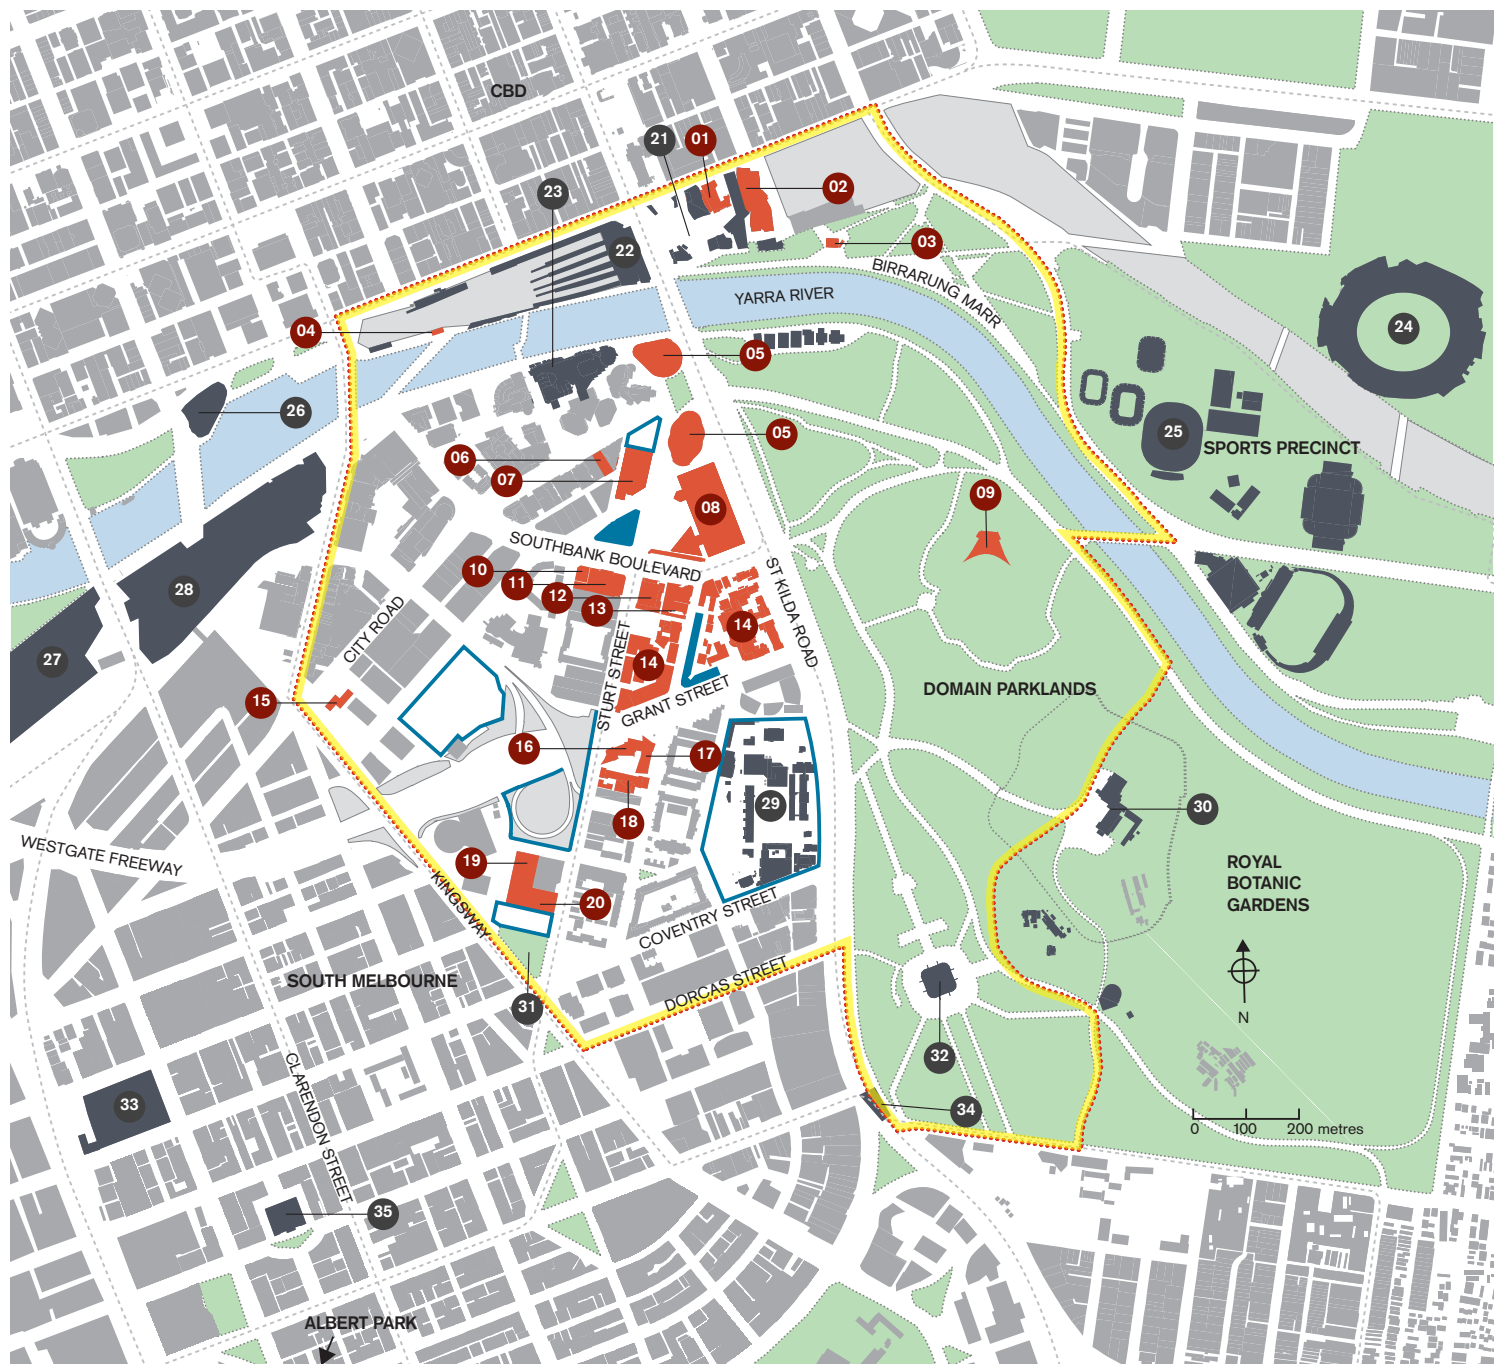 CBD
21
01
23
02
22
03
BIRRARUNG MARR
YARRA RIVER
04
24
05
26
25
05
SPORTS PRECINCT
06
07
09
08
SOUTHBANK BOULEVARD
10
11
12
13
ST KILDA ROAD
28
CITY ROAD
14
27
14
STURT STREET
GRANT STREET
DOMAIN PARKLANDS
15
16
17
29
30
18
WESTGATE FREEWAY
19
KINGSWAY
20
COVENTRY STREET
ROYAL
BOTANIC
GARDENS
SOUTH MELBOURNE
DORCAS STREET
31
N
32
33
34
CLARENDON STREET
0 100 200 metres
35
ALBERT PARK